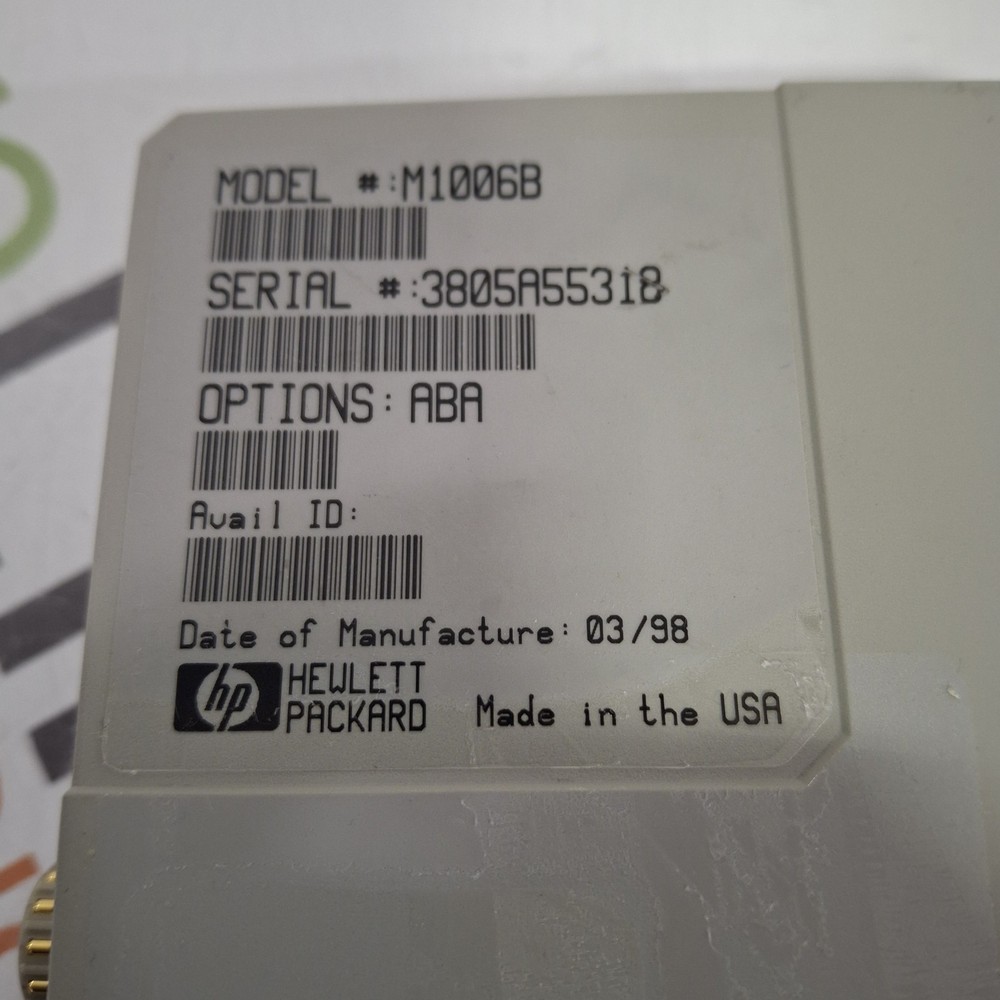 MODEL #:M1006B
SERIAL #:3805A55318
OPTIONS: ABA
Avail ID:
Date of Manufacture: 03/98
hp HEWLETT
PACKARD Made in the USA